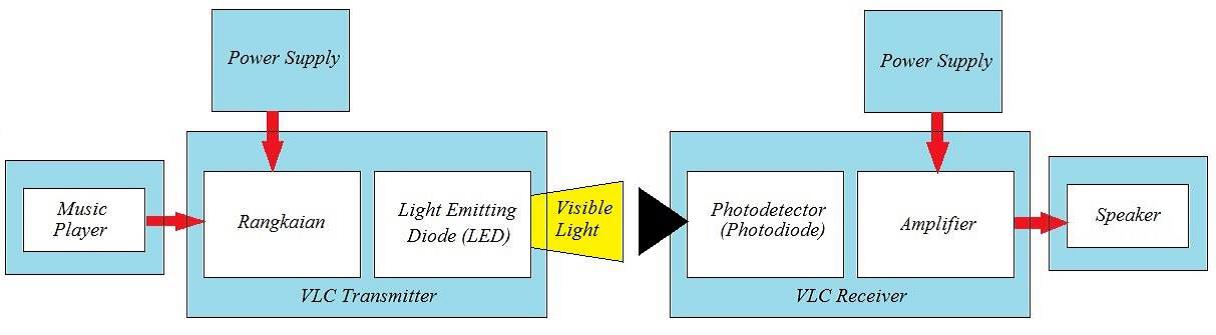 Power Supply
Power Supply
Music
Player
Rangkaian
Light Emitting
Diode (LED)
Visible
Light
Photodetector
(Photodiode)
Amplifier
Speaker
VLC Transmitter
VLC Receiver